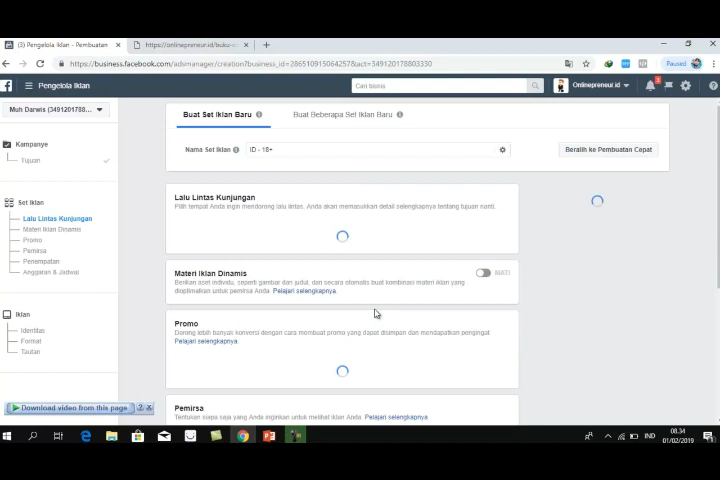 (3) Pengelola Iklan - Pembuatan
https://onlinepreneur.id/buku-
https://business.facebook.com/adsmanager/creation?business_id=286510915064257&act=349120178803330
Paused
Pengelola Iklan
Cari bisnis
Onlinepreneur.id
Muh Darwis (3491201788...
Buat Set Iklan Baru
Buat Beberapa Set Iklan Baru
Nama Set Iklan
ID - 18+
Beralih ke Pembuatan Cepat
Kampanye
Tujuan
Set Iklan
Lalu Lintas Kunjungan
Materi Iklan Dinamis
Promo
Pemirsa
Penempatan
Anggaran & Jadwal
Iklan
Identitas
Format
Tautan
Lalu Lintas Kunjungan
Pilih tempat Anda ingin mendorong lalu lintas. Anda akan memasukkan detail selengkapnya tentang tujuan nanti.
Materi Iklan Dinamis
MATI
Berikan aset individu, seperti gambar dan judul, dan secara otomatis buat kombinasi materi iklan yang
dioptimalkan untuk pemirsa Anda. Pelajari selengkapnya.
Promo
Dorong lebih banyak konversi dengan cara membuat promo yang dapat disimpan dan mendapatkan pengingat.
Pelajari selengkapnya.
Pemirsa
Tentukan siapa saja yang Anda inginkan untuk melihat iklan Anda. Pelajari selengkapnya.
Download video from this page
IND
08.34
01/02/2019